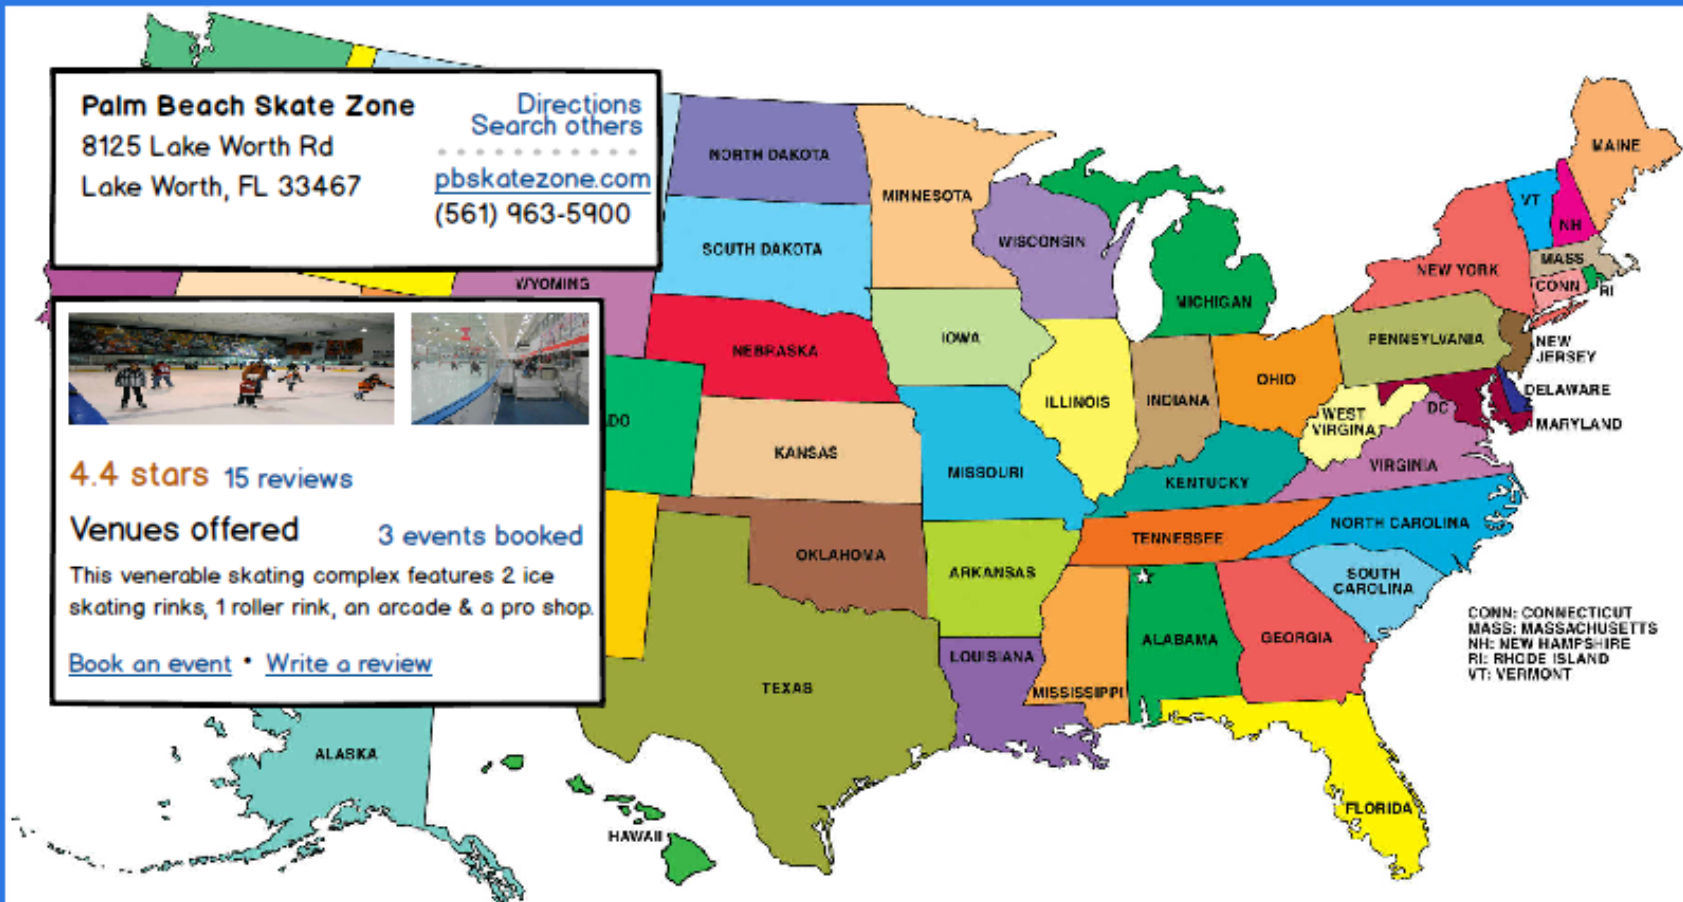 Palm Beach Skate Zone
8125 Lake Worth Rd
Lake Worth, FL 33467
Directions
Search others
pbskatezone.com
(561) 963-5900
4.4 stars 15 reviews
Venues offered 3 events booked
This venerable skating complex features 2 ice
skating rinks, 1 roller rink, an arcade & a pro shop.
Book an event • Write a review
NORTH DAKOTA
MINNESOTA
SOUTH DAKOTA
WISCONSIN
WYOMING
MICHIGAN
IOWA
NEBRASKA
ADO
KANSAS
ILLINOIS
INDIANA
OHIO
MISSOURI
KENTUCKY
WEST
VIRGINA
VIRGINIA
DC
PENNSYLVANIA
NEW YORK
VT
NH
MAINE
MASS
CONN
RI
NEW
JERSEY
DELAWARE
MARYLAND
NORTH CAROLINA
TENNESSEE
SOUTH
CAROLINA
OKLAHOMA
ARKANSAS
TEXAS
LOUISIANA
MISSISSIPPI
ALABAMA
GEORGIA
FLORIDA
ALASKA
HAWAII
CONN: CONNECTICUT
MASS: MASSACHUSETTS
NH: NEW HAMPSHIRE
RI: RHODE ISLAND
VT: VERMONT